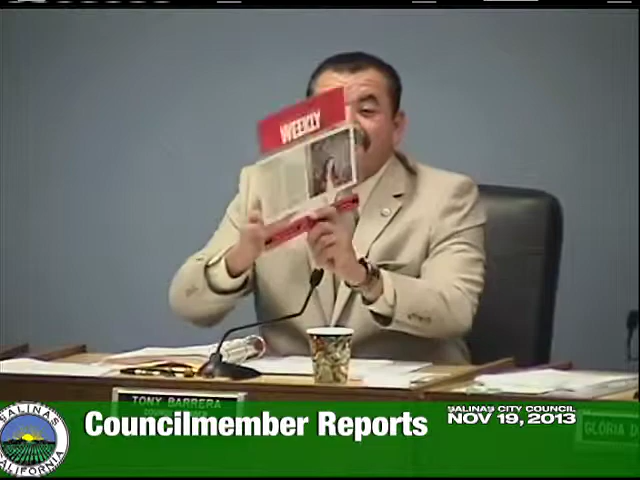 WEEKLY
TONY BARRERA
Councilmember Reports
SALINAS CITY COUNCIL
NOV 19, 2013
GLORIA D
SALINAS
CALIFORNIA